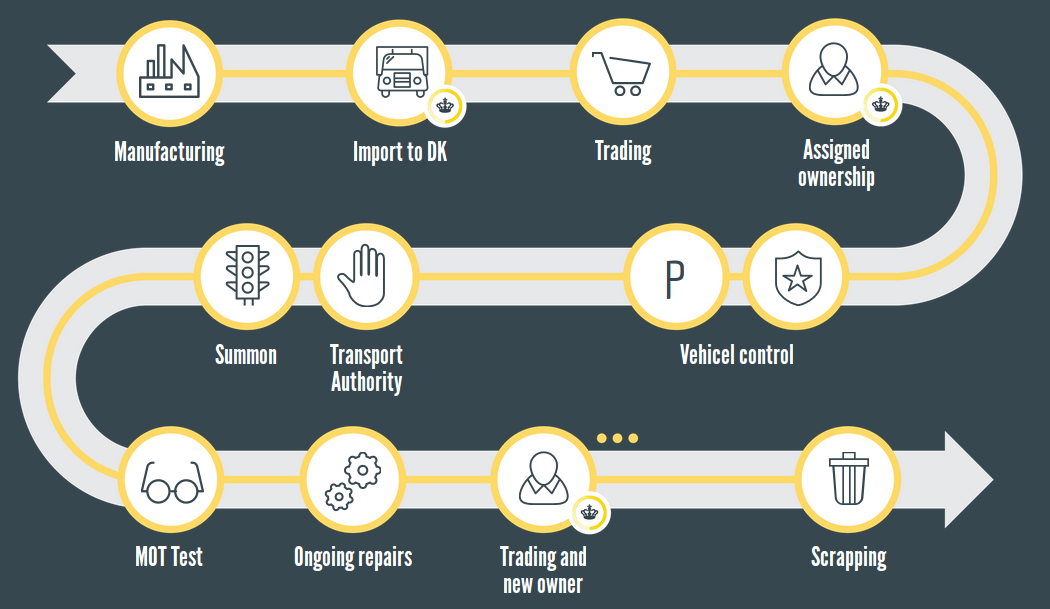 Manufacturing
Import to DK
Trading
Assigned
ownership
P
Vehicel control
Transport
Authority
Summon
MOT Test
Ongoing repairs
Trading and
new owner
Scrapping